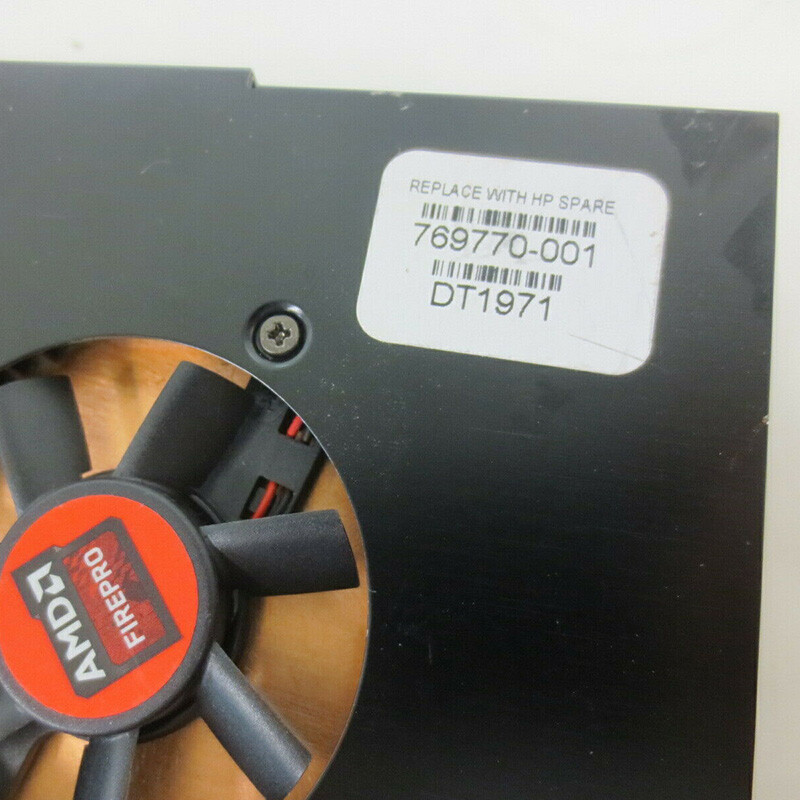 REPLACE WITH HP SPARE
769770-001
DT1971
AMD
FIREPRO